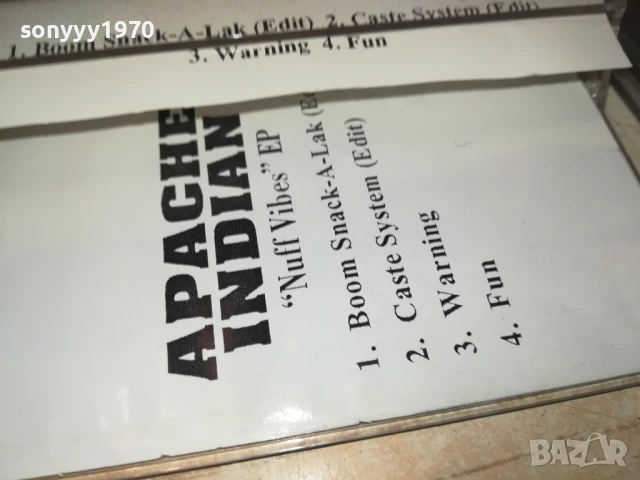 sonyyy1970
1. Boom Snack-A-Lak (Edit) 2. Caste System (Edit)
3. Warning 4. Fun
APACHE
INDIAN
“Nuff Vibes” EP
1. Boom Snack-A-Lak (Ed
2. Caste System (Edit)
3. Warning
4. Fun
BAZAR
.bg